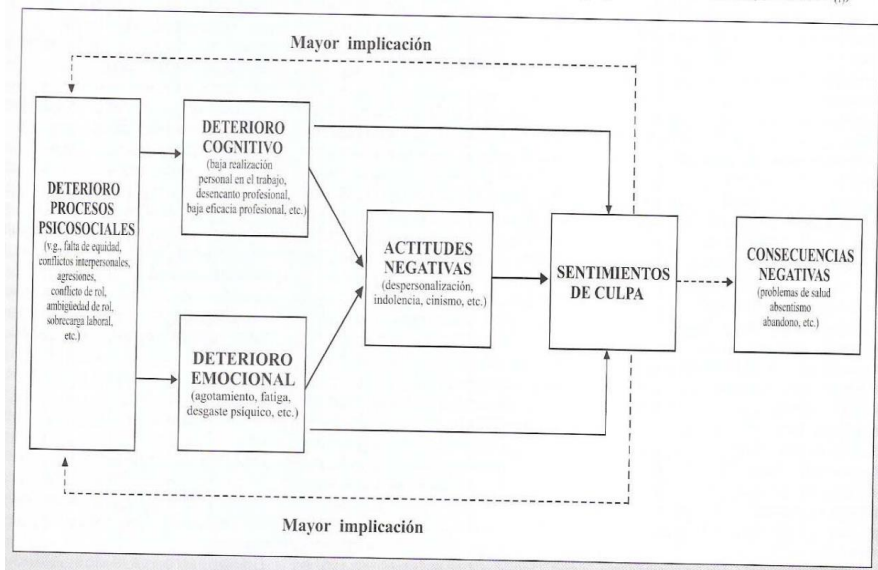 Mayor implicación
DETERIORO
PROCESOS
PSICOSOCIALES
(v.g., falta de equidad,
conflictos interpersonales,
agresiones,
conflicto de rol,
ambigüedad de rol,
sobrecarga laboral,
etc.)
DETERIORO
COGNITIVO
(baja realización
personal en el trabajo,
desencanto profesional,
baja eficacia profesional, etc.)
DETERIORO
EMOCIONAL
(agotamiento, fatiga,
desgaste psíquico, etc.)
ACTITUDES
NEGATIVAS
(despersonalización,
indolencia, cinismo, etc.)
SENTIMIENTOS
DE CULPA
CONSECUENCIAS
NEGATIVAS
(problemas de salud
absentismo
abandono, etc.)
Mayor implicación